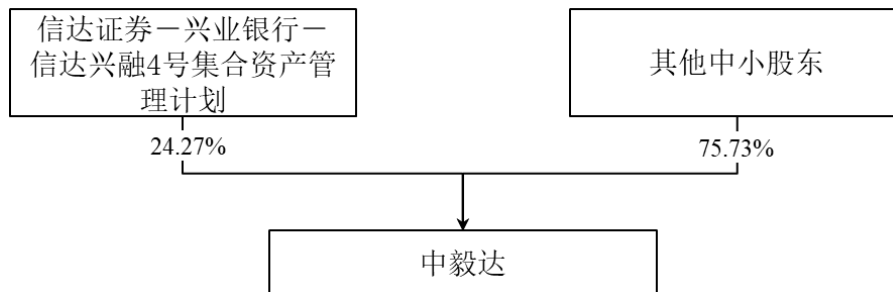 信达证券－兴业银行－
信达兴融4号集合资产管
理计划
其他中小股东
24.27%
75.73%
中毅达